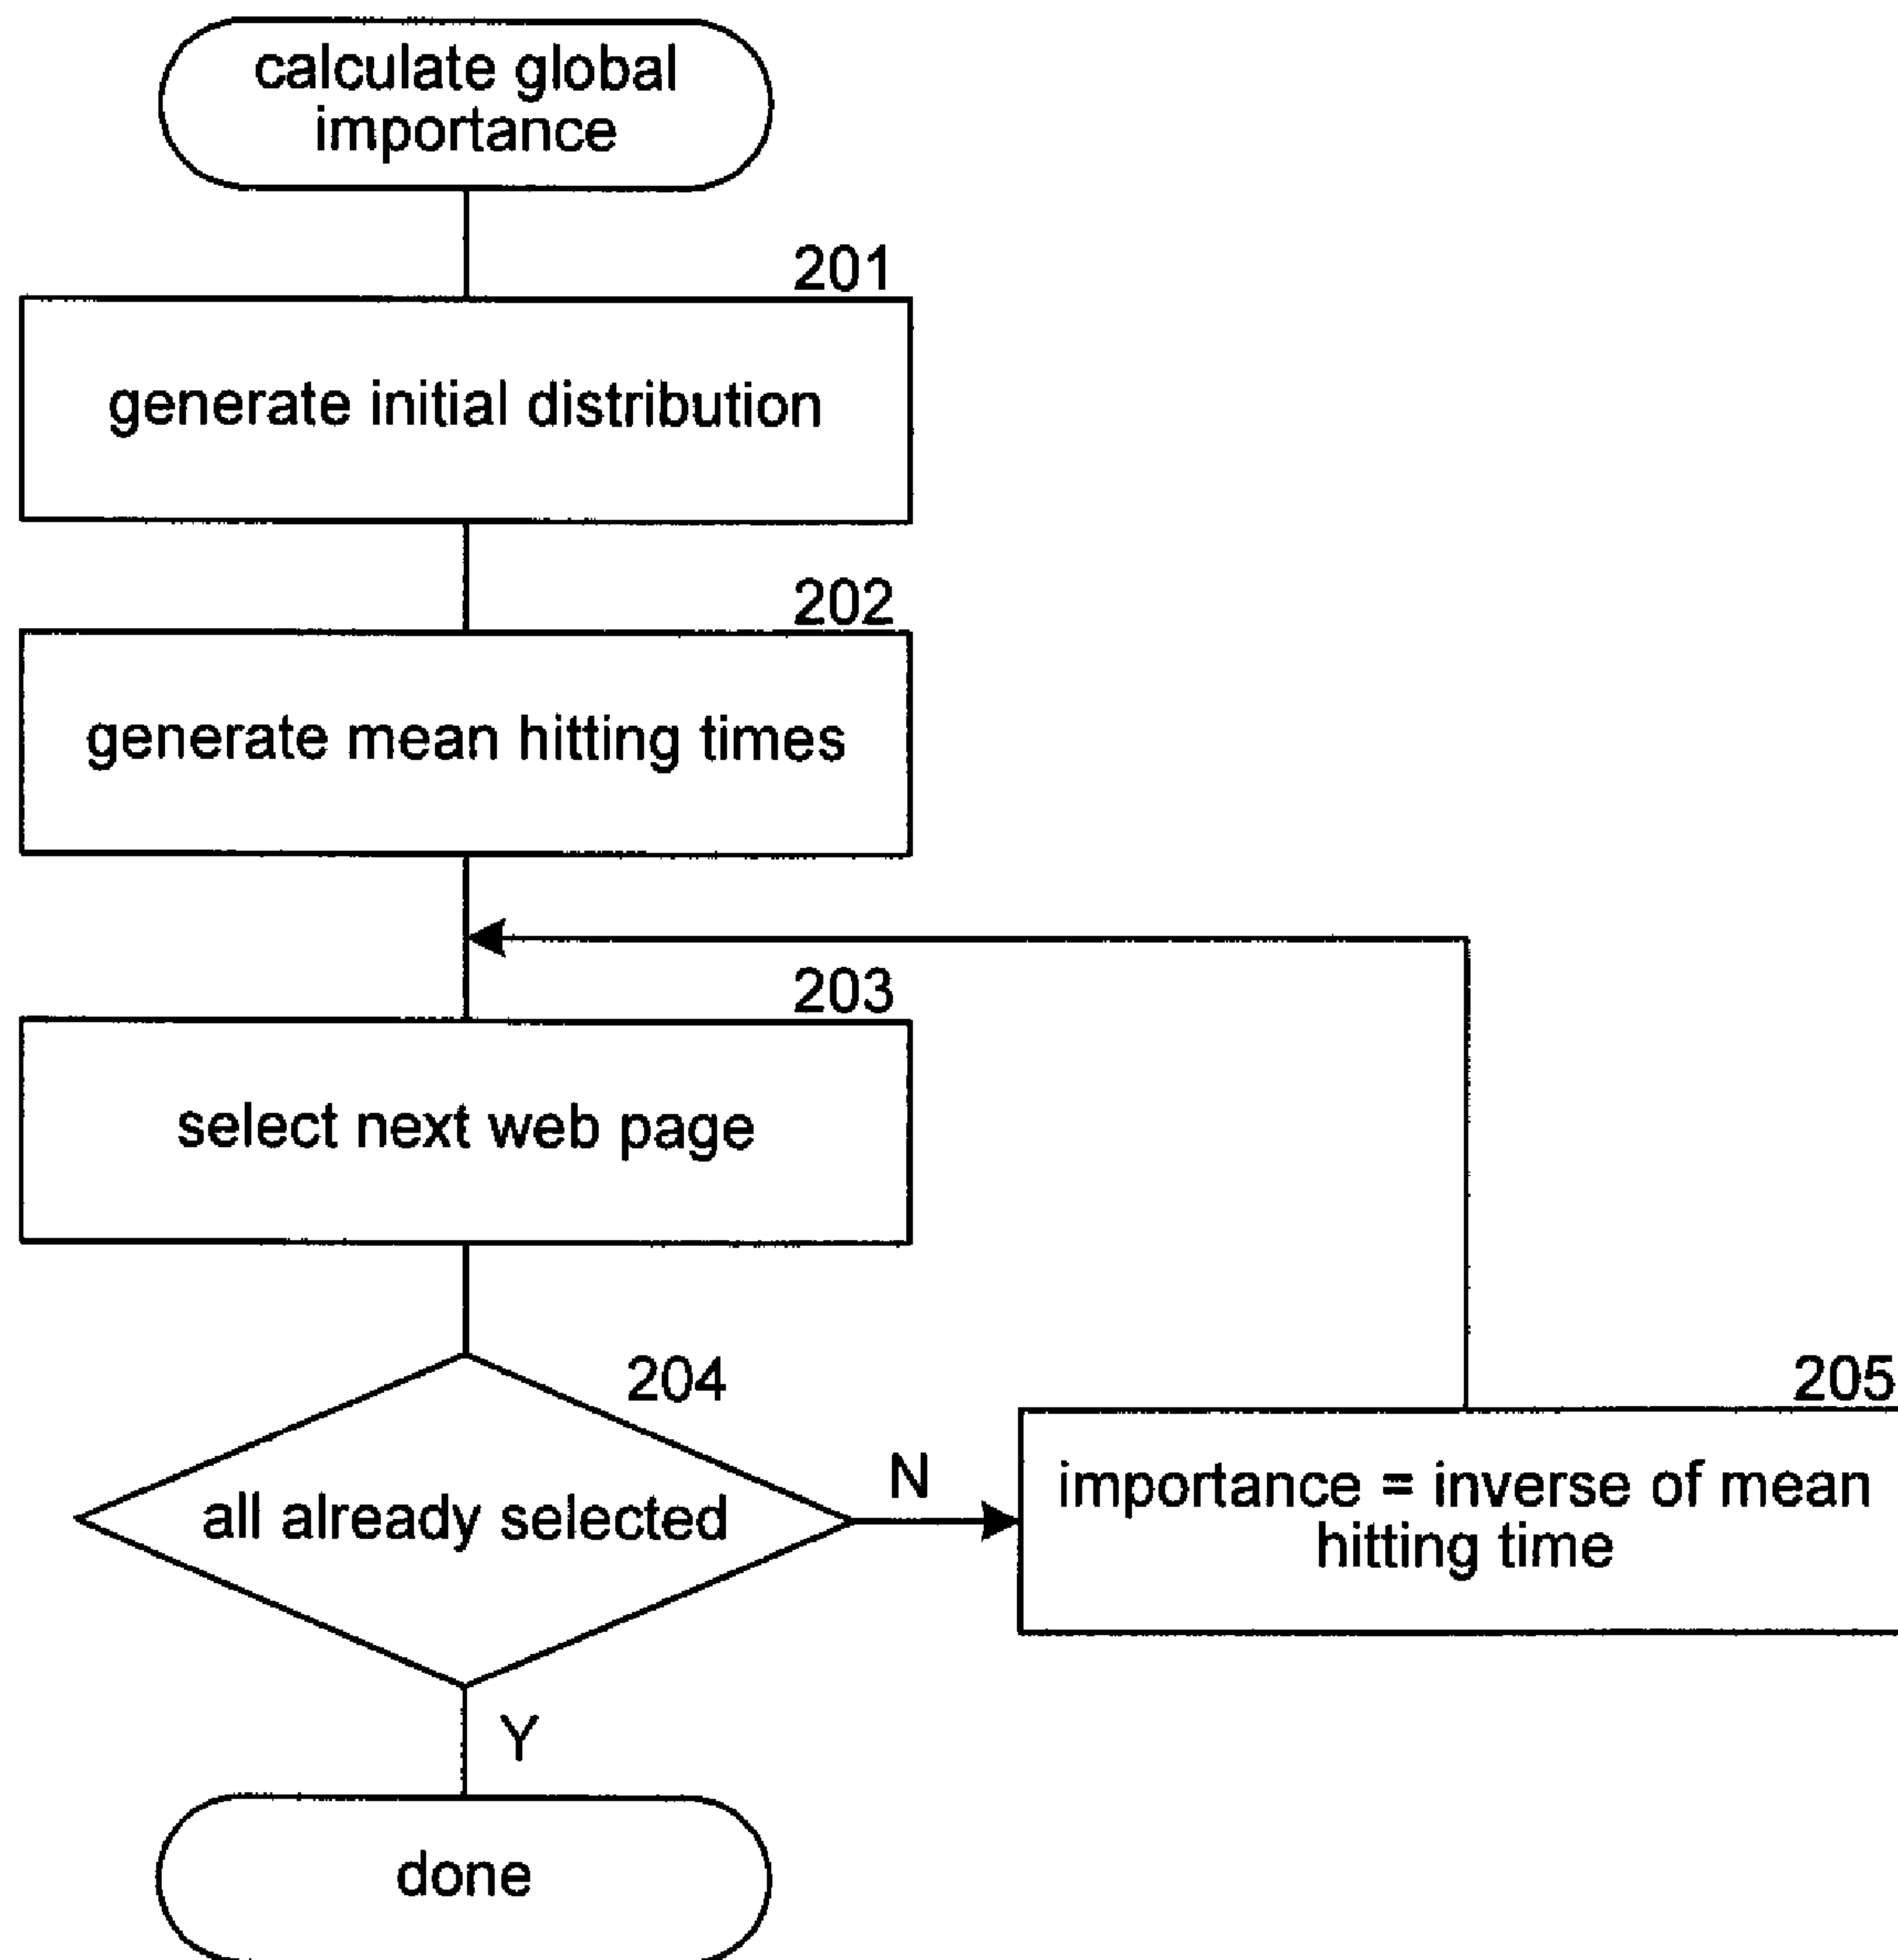 calculate global
importance
201
generate initial distribution
202
generate mean hitting times
203
select next web page
204
all already selected
N
205
importance = inverse of mean
hitting time
Y
done